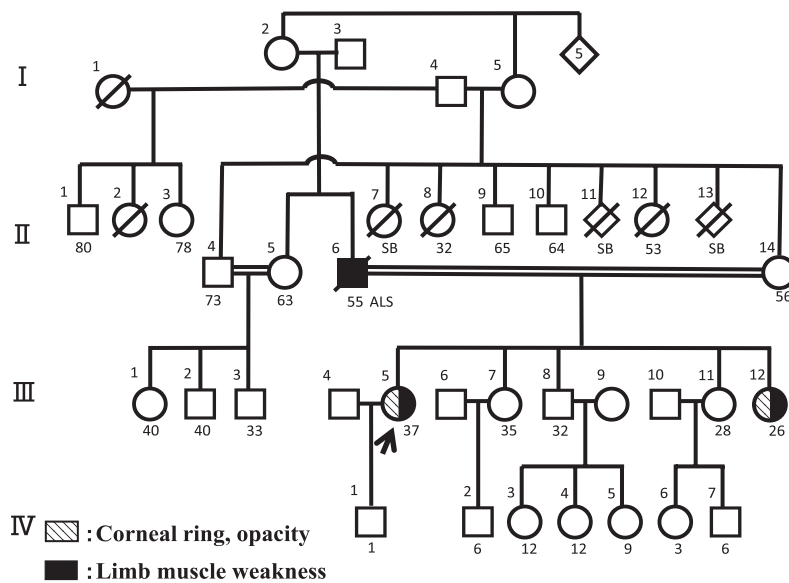 2 3 5
I 1 4 5
1 2 3 7 8 9 10 11 12 13
II 80 78 SB 32 65 64 SB 53 SB
4 5 6 14
73 63 55 ALS 56
1 2 3 4 5 6 7 8 9 10 11 12
III
40 40 33 37 35 32 28 26
1 2 3 4 5 6 7
IV 1 6 12 12 9 3 6
: Corneal ring, opacity
: Limb muscle weakness